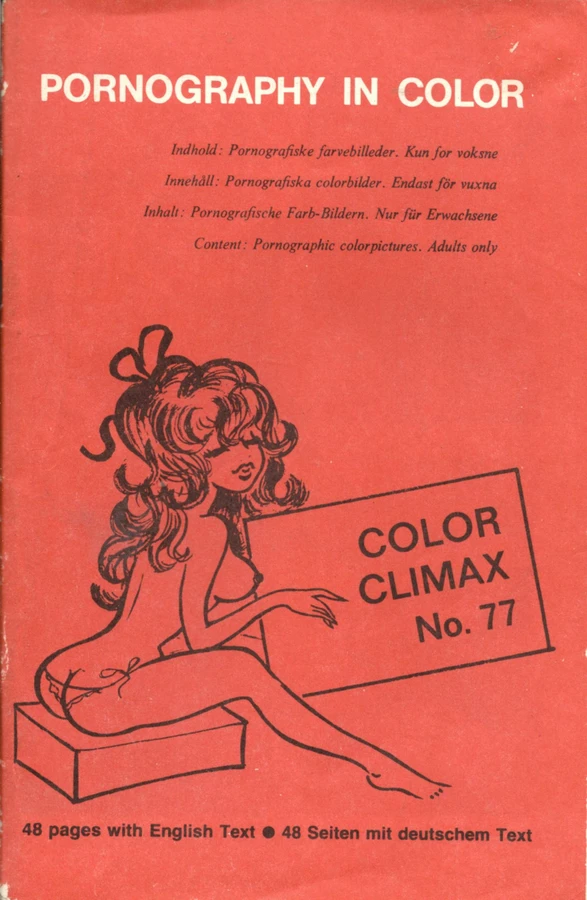 PORNOGRAPHY IN COLOR
Indhold: Pornografiske farvebilleder. Kun for voksne
Innehåll: Pornografiska colorbilder. Endast för vuxna
Inhalt: Pornografische Farb-Bildern. Nur für Erwachsene
Content: Pornographic colorpictures. Adults only
COLOR
CLIMAX
No. 77
48 pages with English Text ● 48 Seiten mit deutschem Text